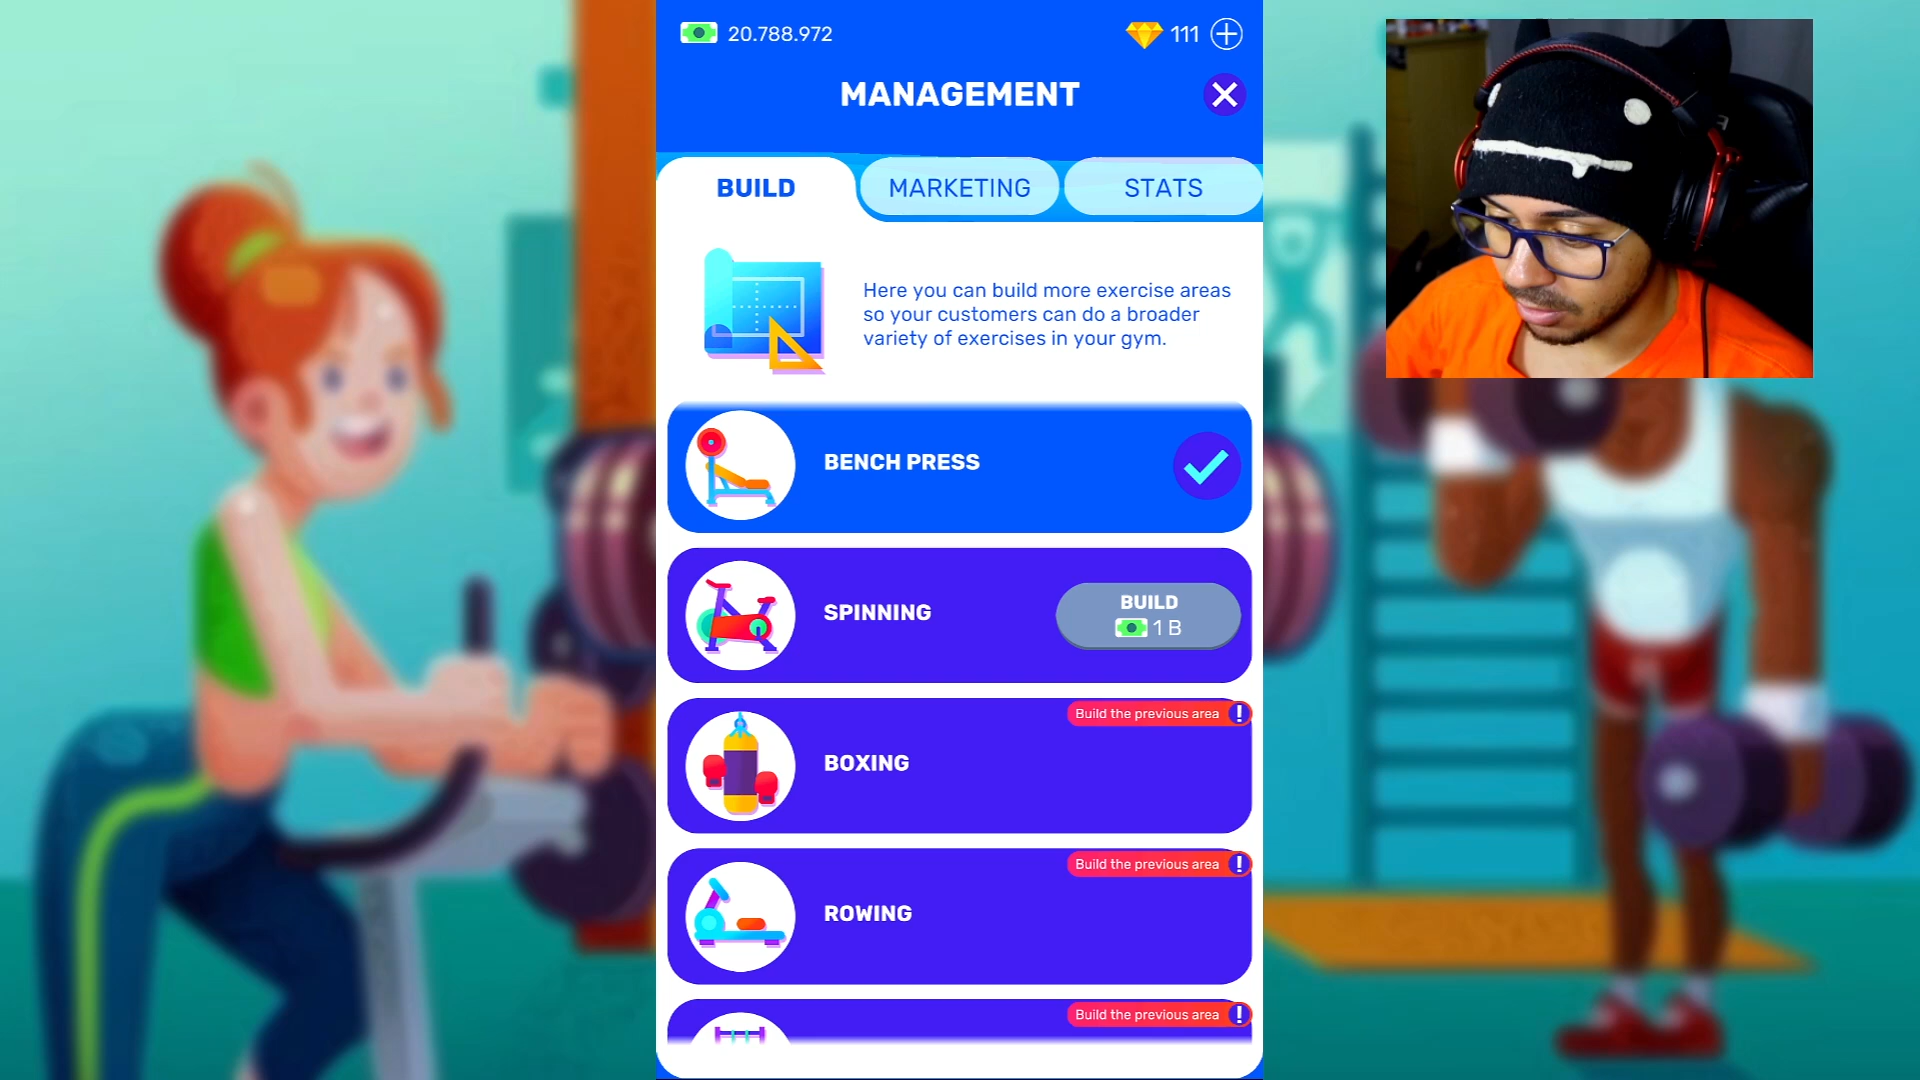 20.788.972
111
MANAGEMENT
BUILD
MARKETING
STATS
Here you can build more exercise areas
so your customers can do a broader
variety of exercises in your gym.
BENCH PRESS
SPINNING
BUILD
1 B
Build the previous area !
BOXING
Build the previous area !
ROWING
Build the previous area !